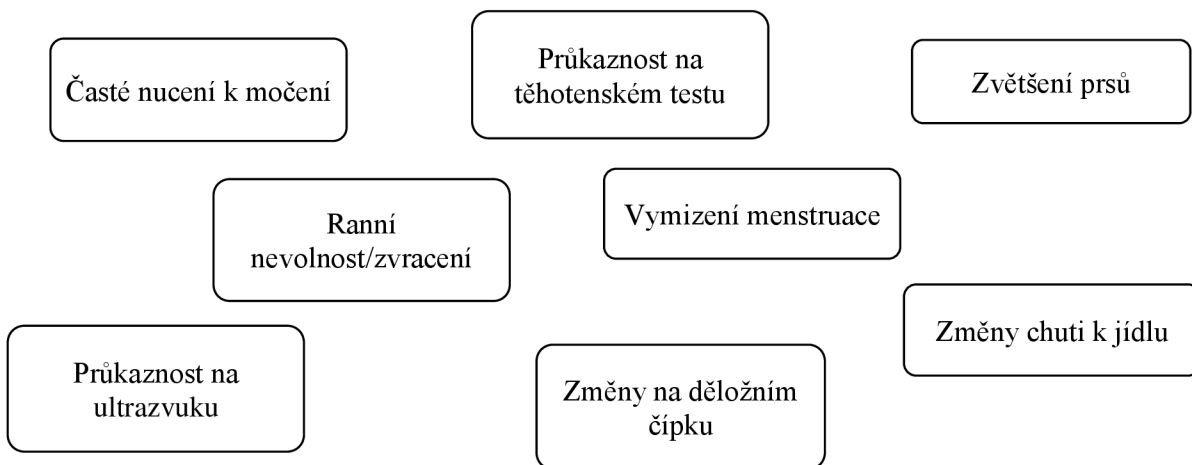 Časté nucení k močení
Průkaznost na
těhotenském testu
Zvětšení prsů
Ranní
nevolnost/zvracení
Vymizení menstruace
Změny chuti k jídlu
Průkaznost na
ultrazvuku
Změny na děložním
čípku